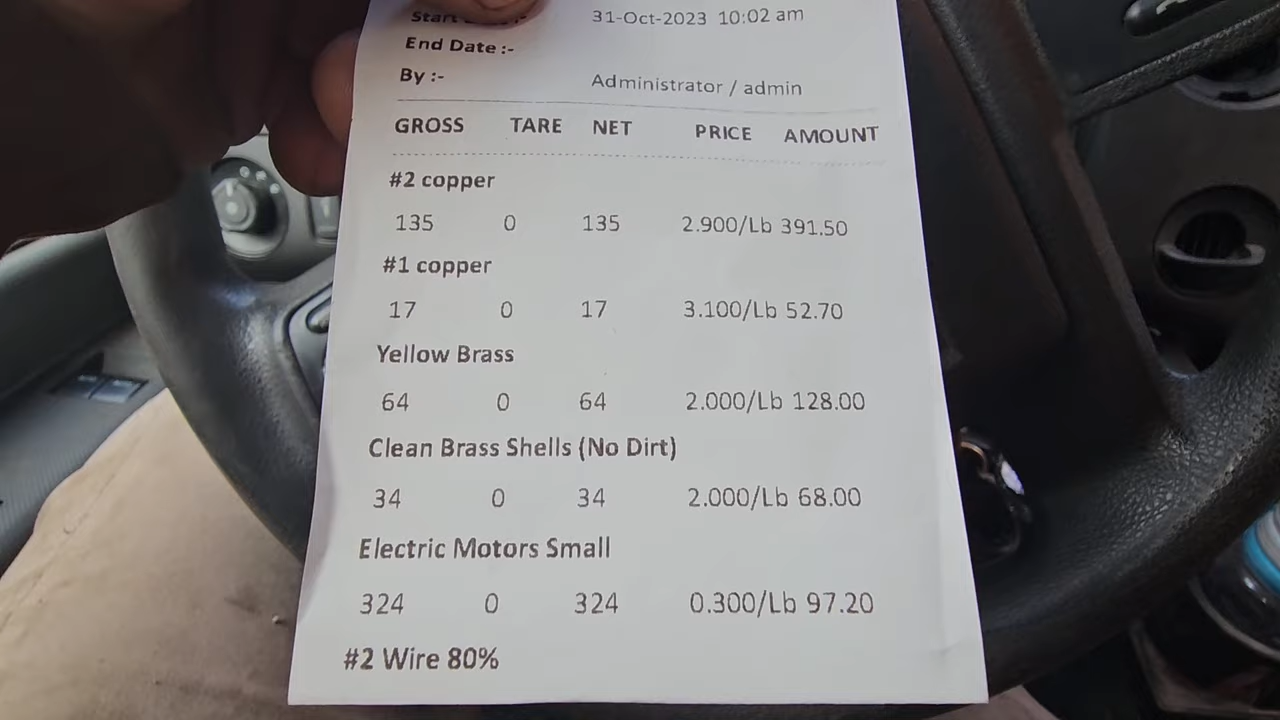 Start 31-Oct-2023 10:02 am
End Date :-
By :- Administrator / admin
GROSS TARE NET PRICE AMOUNT
#2 copper
135 0 135 2.900/Lb 391.50
#1 copper
17 0 17 3.100/Lb 52.70
Yellow Brass
64 0 64 2.000/Lb 128.00
Clean Brass Shells (No Dirt)
34 0 34 2.000/Lb 68.00
Electric Motors Small
324 0 324 0.300/Lb 97.20
#2 Wire 80%